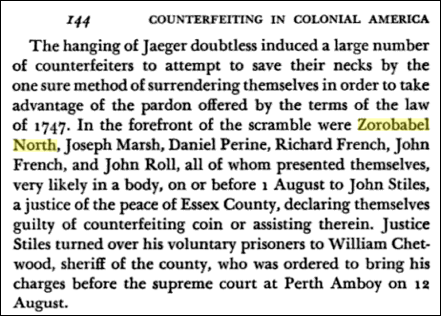 144 COUNTERFEITING IN COLONIAL AMERICA
The hanging of Jaeger doubtless induced a large number
of counterfeiters to attempt to save their necks by the
one sure method of surrendering themselves in order to take
advantage of the pardon offered by the terms of the law
of 1747. In the forefront of the scramble were Zorobabel
North, Joseph Marsh, Daniel Perine, Richard French, John
French, and John Roll, all of whom presented themselves,
very likely in a body, on or before 1 August to John Stiles,
a justice of the peace of Essex County, declaring themselves
guilty of counterfeiting coin or assisting therein. Justice
Stiles turned over his voluntary prisoners to William Chet-
wood, sheriff of the county, who was ordered to bring his
charges before the supreme court at Perth Amboy on 12
August.